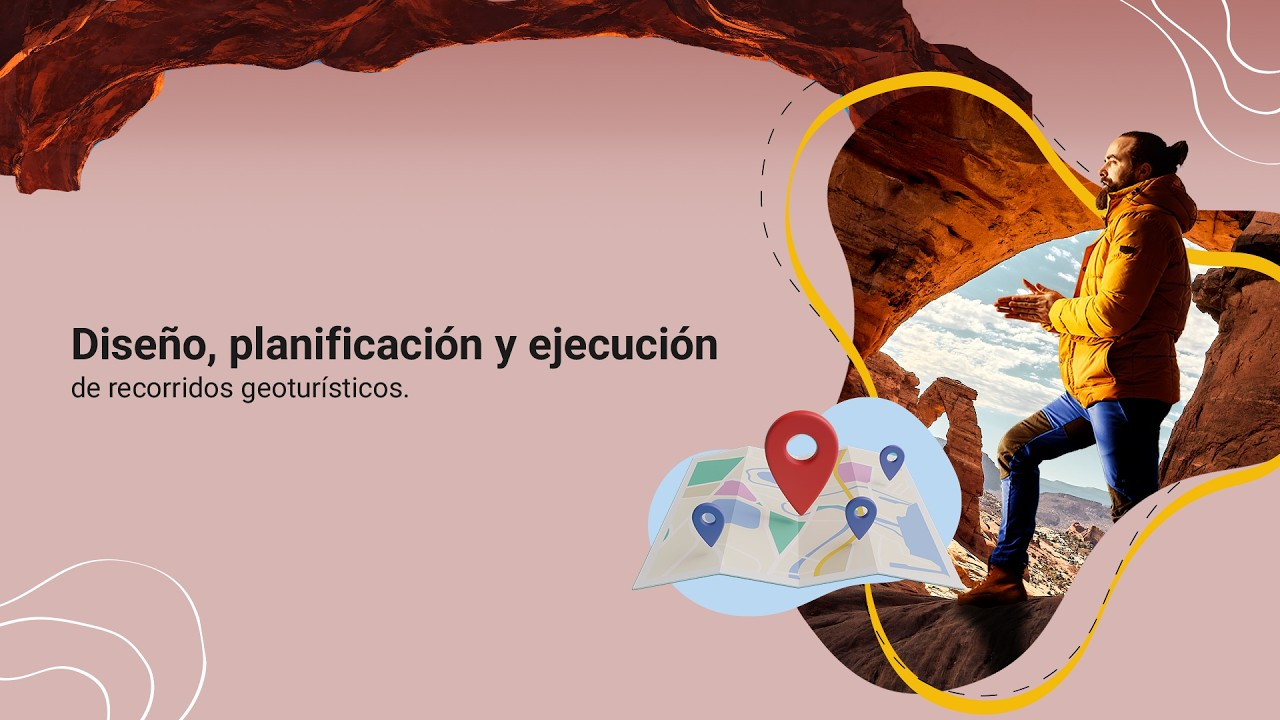 Diseño, planificación y ejecución
de recorridos geoturísticos.